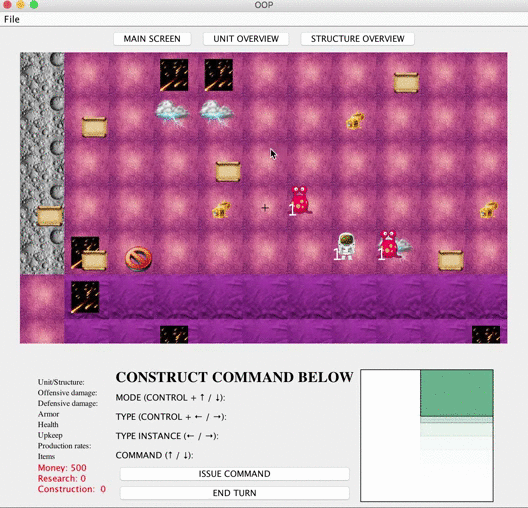 OOP
File
MAIN SCREEN UNIT OVERVIEW STRUCTURE OVERVIEW
1
1 1
CONSTRUCT COMMAND BELOW
Unit/Structure:
Offensive damage:
Defensive damage:
Armor
Health
Upkeep
Production rates:
Items
Money: 500
Research: 0
Construction: 0
MODE (CONTROL + ↑ / ↓):
TYPE (CONTROL + ← / →):
TYPE INSTANCE (← / →):
COMMAND (↑ / ↓):
ISSUE COMMAND
END TURN